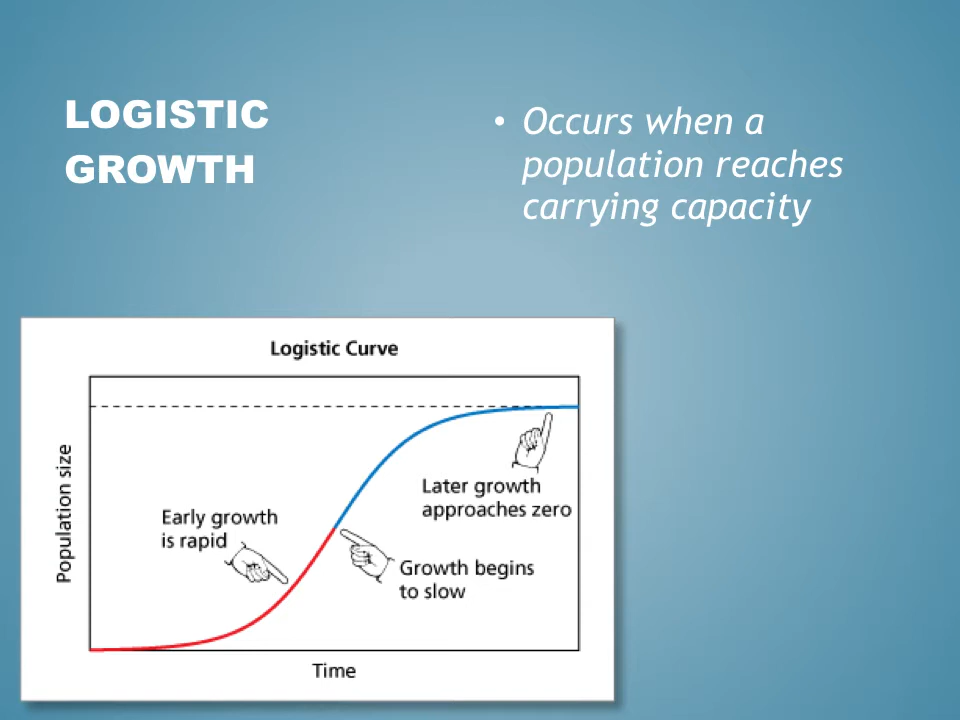 LOGISTIC
GROWTH
• Occurs when a
population reaches
carrying capacity
Logistic Curve
Population size
Early growth
is rapid
Later growth
approaches zero
Growth begins
to slow
Time